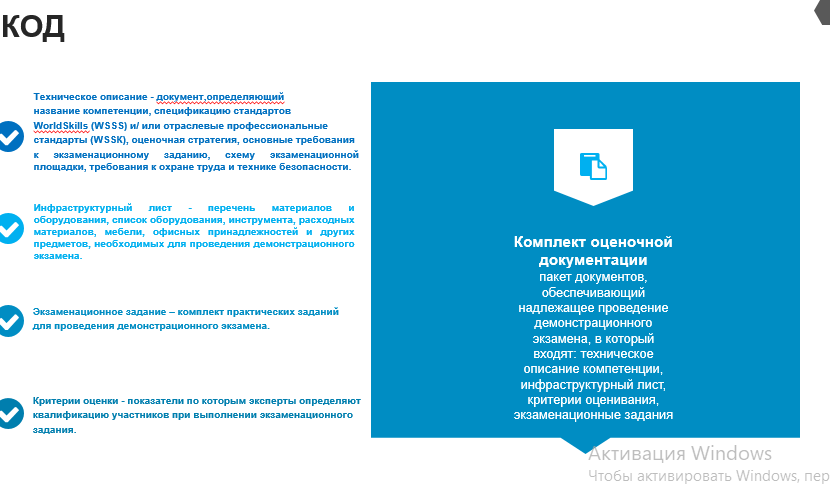 КОД
Техническое описание - документ,определяющий
название компетенции, спецификацию стандартов
WorldSkills (WSSS) и/ или отраслевые профессиональные
стандарты (WSSK), оценочная стратегия, основные требования
к экзаменационному заданию, схему экзаменационной
площадки, требования к охране труда и технике безопасности.
Инфраструктурный лист - перечень материалов и
оборудования, список оборудования, инструмента, расходных
материалов, мебели, офисных принадлежностей и других
предметов, необходимых для проведения демонстрационного
экзамена.
Экзаменационное задание – комплект практических заданий
для проведения демонстрационного экзамена.
Критерии оценки - показатели по которым эксперты определяют
квалификацию участников при выполнении экзаменационного
задания.
Комплект оценочной
документации
пакет документов,
обеспечивающий
надлежащее проведение
демонстрационного
экзамена, в который
входят: техническое
описание компетенции,
инфраструктурный лист,
критерии оценивания,
экзаменационные задания
Активация Windows
Чтобы активировать Windows, пер